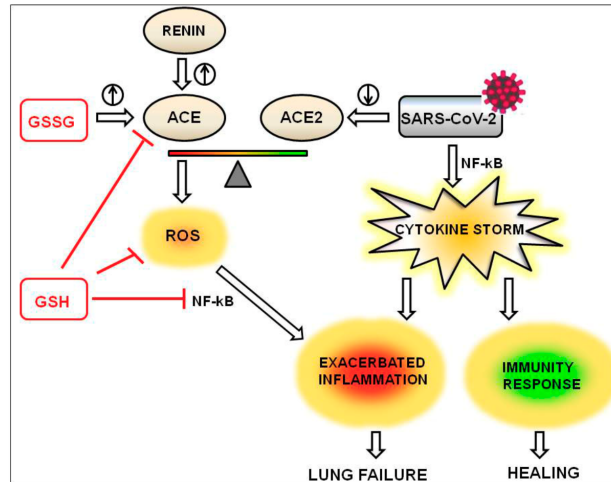 RENIN
GSSG
ACE
ACE2
SARS-CoV-2
NF-kB
ROS
CYTOKINE STORM
GSH
NF-kB
EXACERBATED
INFLAMMATION
IMMUNITY
RESPONSE
LUNG FAILURE
HEALING